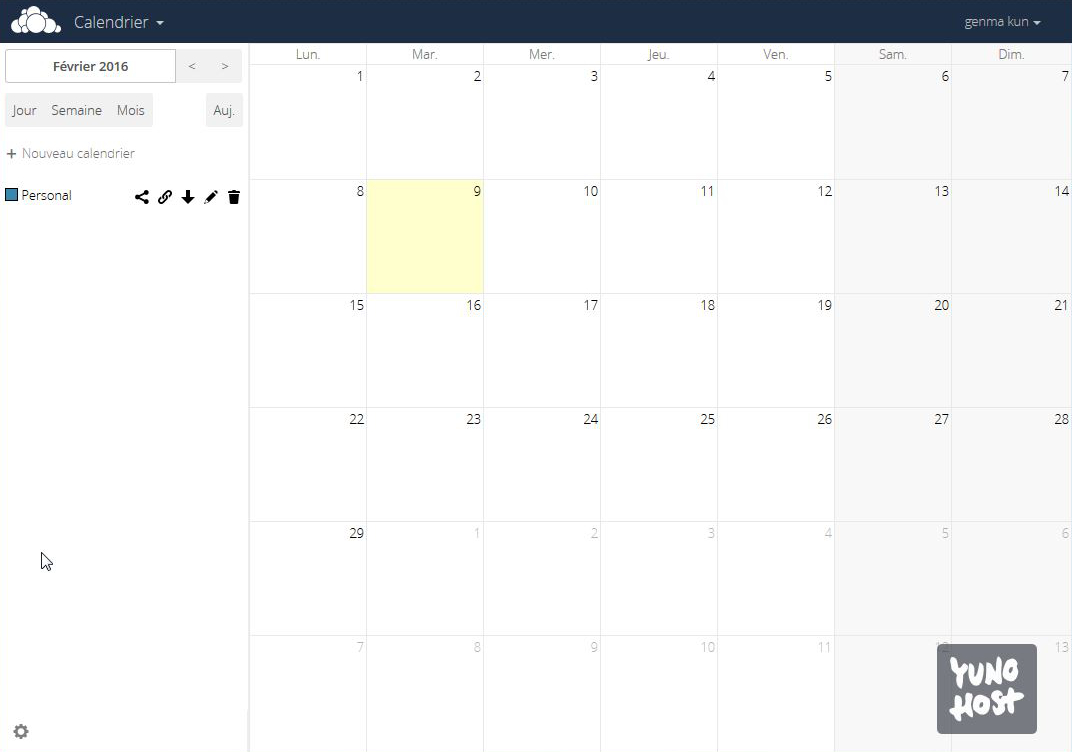 Calendrier
genma kun
Février 2016
< >
Jour Semaine Mois Auj.
+ Nouveau calendrier
Personal
Lun. Mar. Mer. Jeu. Ven. Sam. Dim.
1 2 3 4 5 6 7
8 9 10 11 12 13 14
15 16 17 18 19 20 21
22 23 24 25 26 27 28
29 1 2 3 4 5 6
7 8 9 10 11 12 13
YUNO
HOST